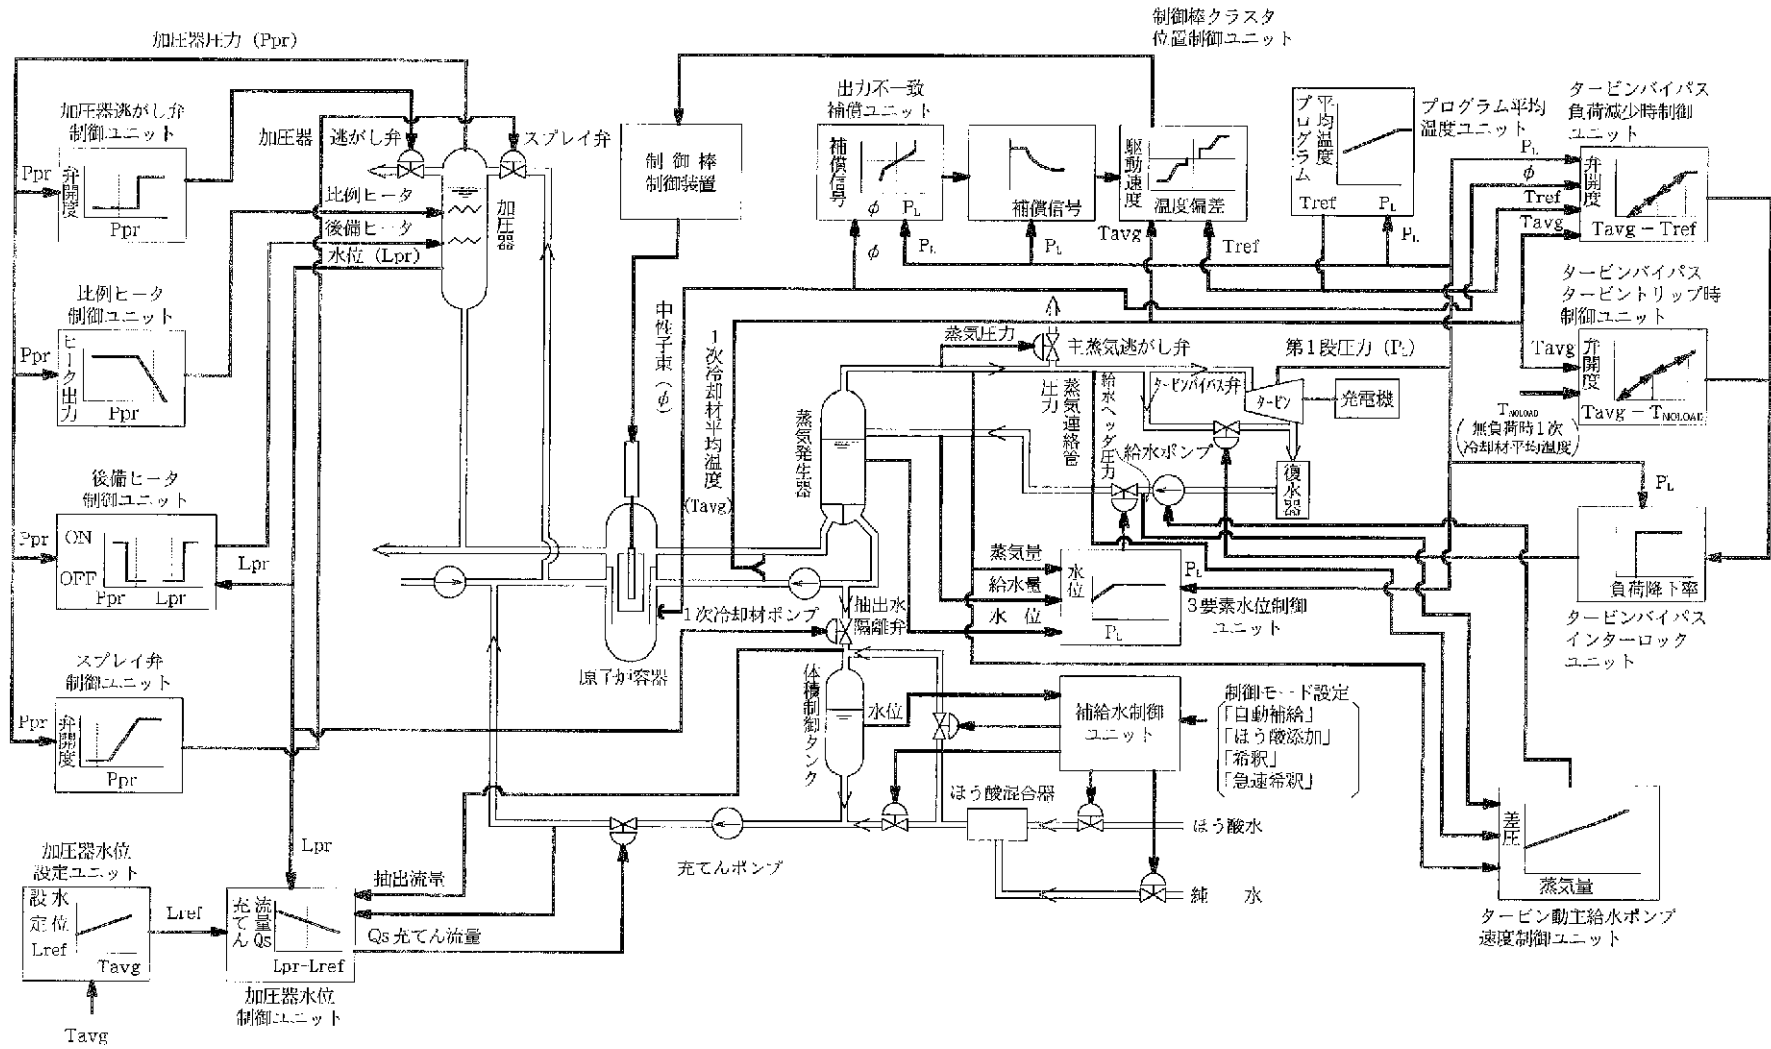 制御棒クラスタ
位置制御ユニット
加圧器圧力 (Ppr)
加圧器逃がし弁
制御ユニット
Ppr
弁開度
Ppr
加圧器 逃がし弁
スプレイ弁
比例ヒータ
後備ヒータ
水位 (Lpr)
加圧器
比例ヒータ
制御ユニット
Ppr
ヒータ出力
Ppr
後備ヒータ
制御ユニット
Ppr
ON
OFF
Ppr Lpr
Lpr
スプレイ弁
制御ユニット
Ppr
弁開度
Ppr
加圧器水位
設定ユニット
設水
定位
Lref
Tavg
Tavg
Lref
Lpr
充てん
流量Qs
Lpr-Lref
加圧器水位
制御ユニット
抽出流量
Qs充てん流量
制御棒
制御装置
中性子束 (φ)
1次冷却材平均温度
(Tavg)
出力不一致
補償ユニット
補償信号
φ PL
φ
PL
補償信号
PL
駆動速度
温度偏差
Tavg
Tref
プログラム
平均温度
Tref PL
PL
プログラム平均
温度ユニット
タービンバイパス
負荷減少時制御
ユニット
PL
φ
Tref
Tavg
弁開度
Tavg-Tref
タービンバイパス
タービントリップ時
制御ユニット
Tavg
弁開度
Tavg-TNOLOAD
TNOLOAD
(無負荷時1次
冷却材平均温度)
蒸気圧力
主蒸気逃がし弁
第1段圧力 (PL)
蒸気連絡管
圧力
給水ヘッダ圧力
タービンバイパス弁
タービン
発電機
給水ポンプ
復水器
蒸気発生器
PL
負荷降下率
タービンバイパス
インターロック
ユニット
蒸気量
給水量
水位
水位
PL
PL
3要素水位制御
ユニット
1次冷却材ポンプ
抽出水
隔離弁
原子炉容器
体積制御タンク
水位
補給水制御
ユニット
制御モード設定
「自動補給」
「ほう酸添加」
「希釈」
「急速希釈」
ほう酸混合器
ほう酸水
純 水
充てんポンプ
差圧
蒸気量
タービン動主給水ポンプ
速度制御ユニット